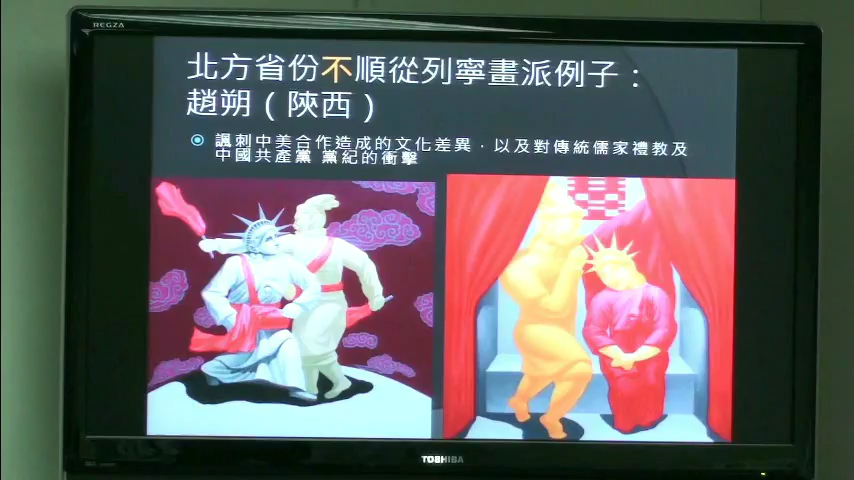 REGZA
北方省份不順從列寧畫派例子：
趙朔（陝西）
諷刺中美合作造成的文化差異，以及對傳統儒家禮教及
中國共產黨 黨紀的衝擊
TOSHIBA